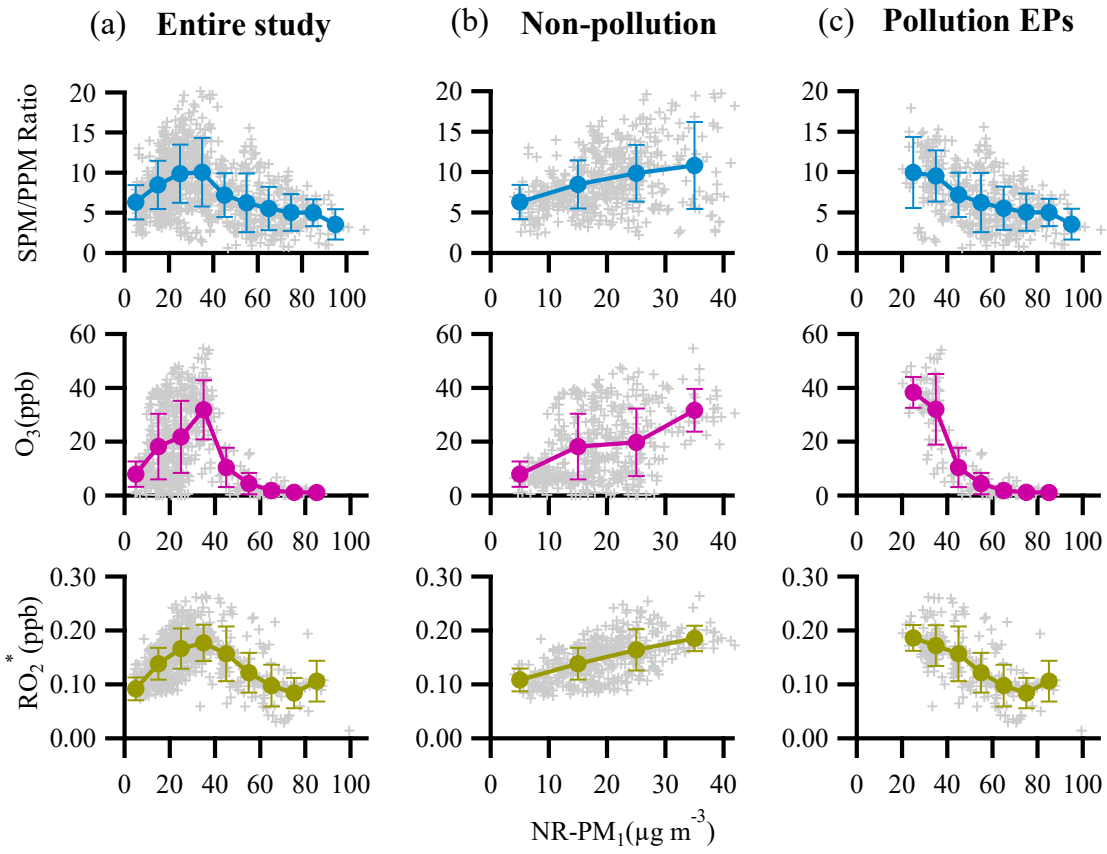 (a) Entire study (b) Non-pollution (c) Pollution EPs
SPM/PPM Ratio
20 20 20
15 15 15
10 10 10
5 5 5
0 0 0
0 20 40 60 80 100 0 10 20 30 40 0 20 40 60 80 100
O3(ppb)
60 60 60
40 40 40
20 20 20
0 0 0
0 20 40 60 80 100 0 10 20 30 40 0 20 40 60 80 100
RO2* (ppb)
0.30 0.30 0.30
0.20 0.20 0.20
0.10 0.10 0.10
0.00 0.00 0.00
0 20 40 60 80 100 0 10 20 30 40 0 20 40 60 80 100
NR-PM1(µg m-3)